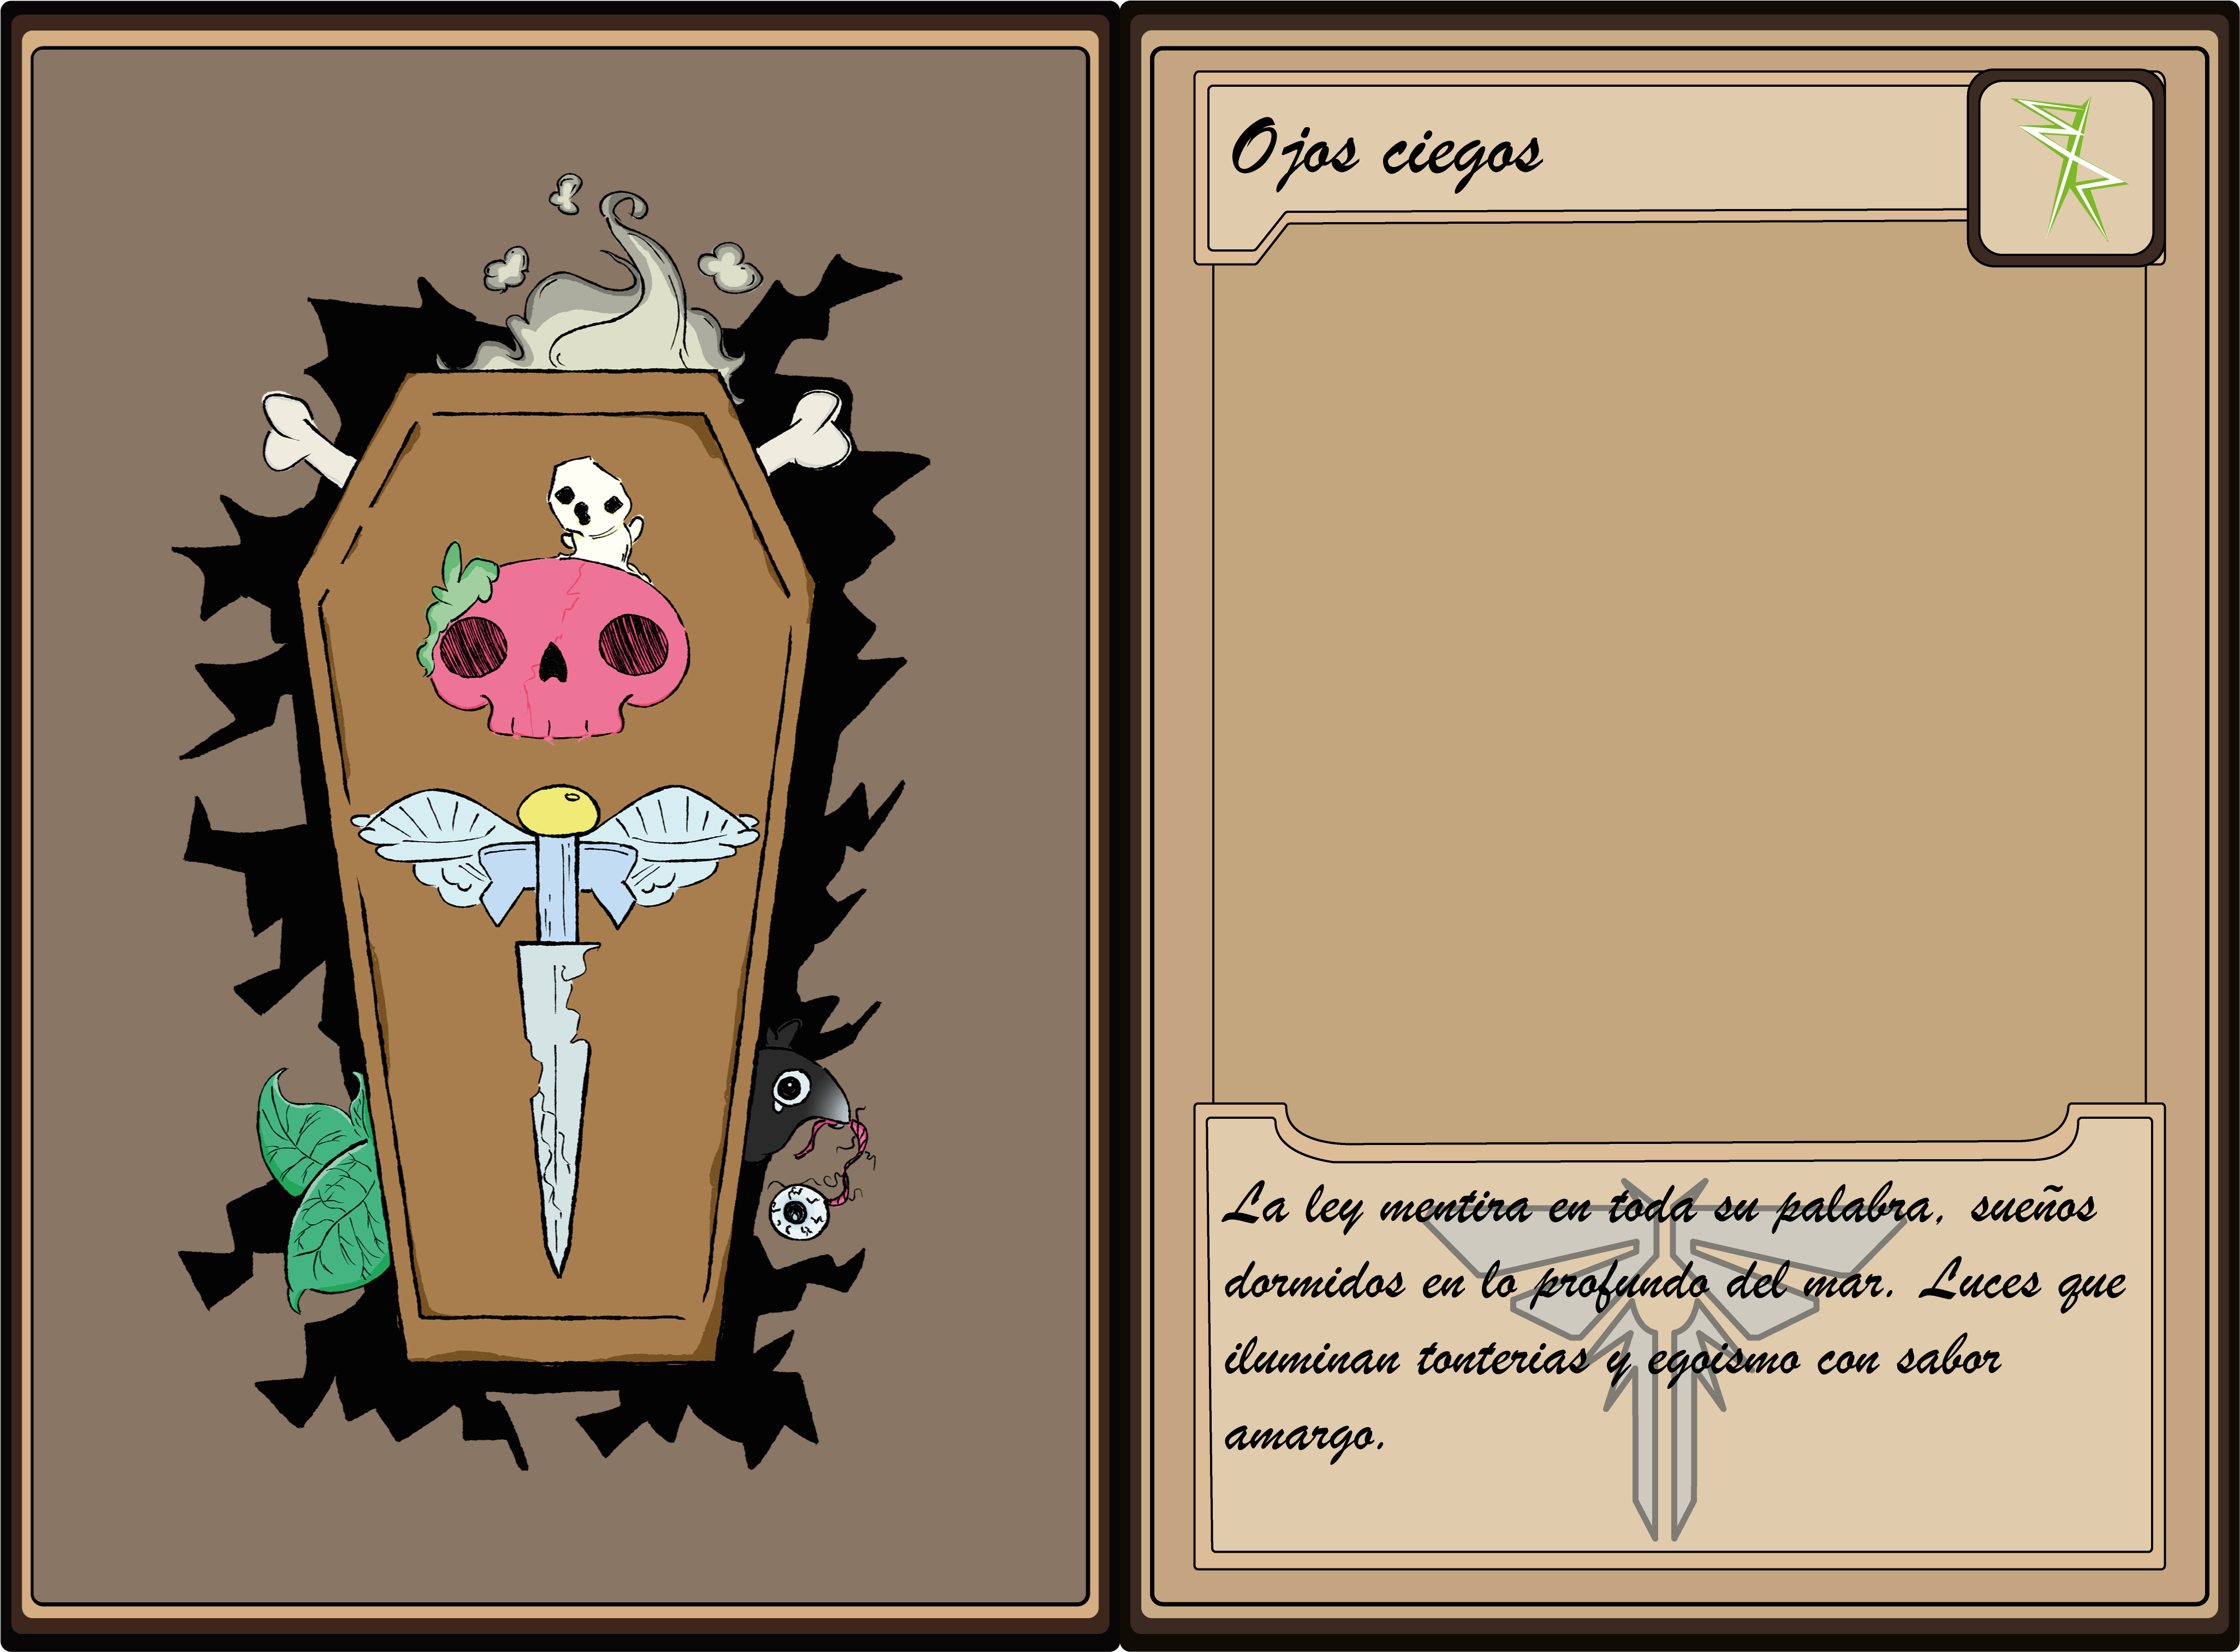 Ojos ciegos
La ley mentira en toda su palabra, sueños
dormidos en lo profundo del mar. Luces que
iluminan tonterias y egoismo con sabor
amargo.